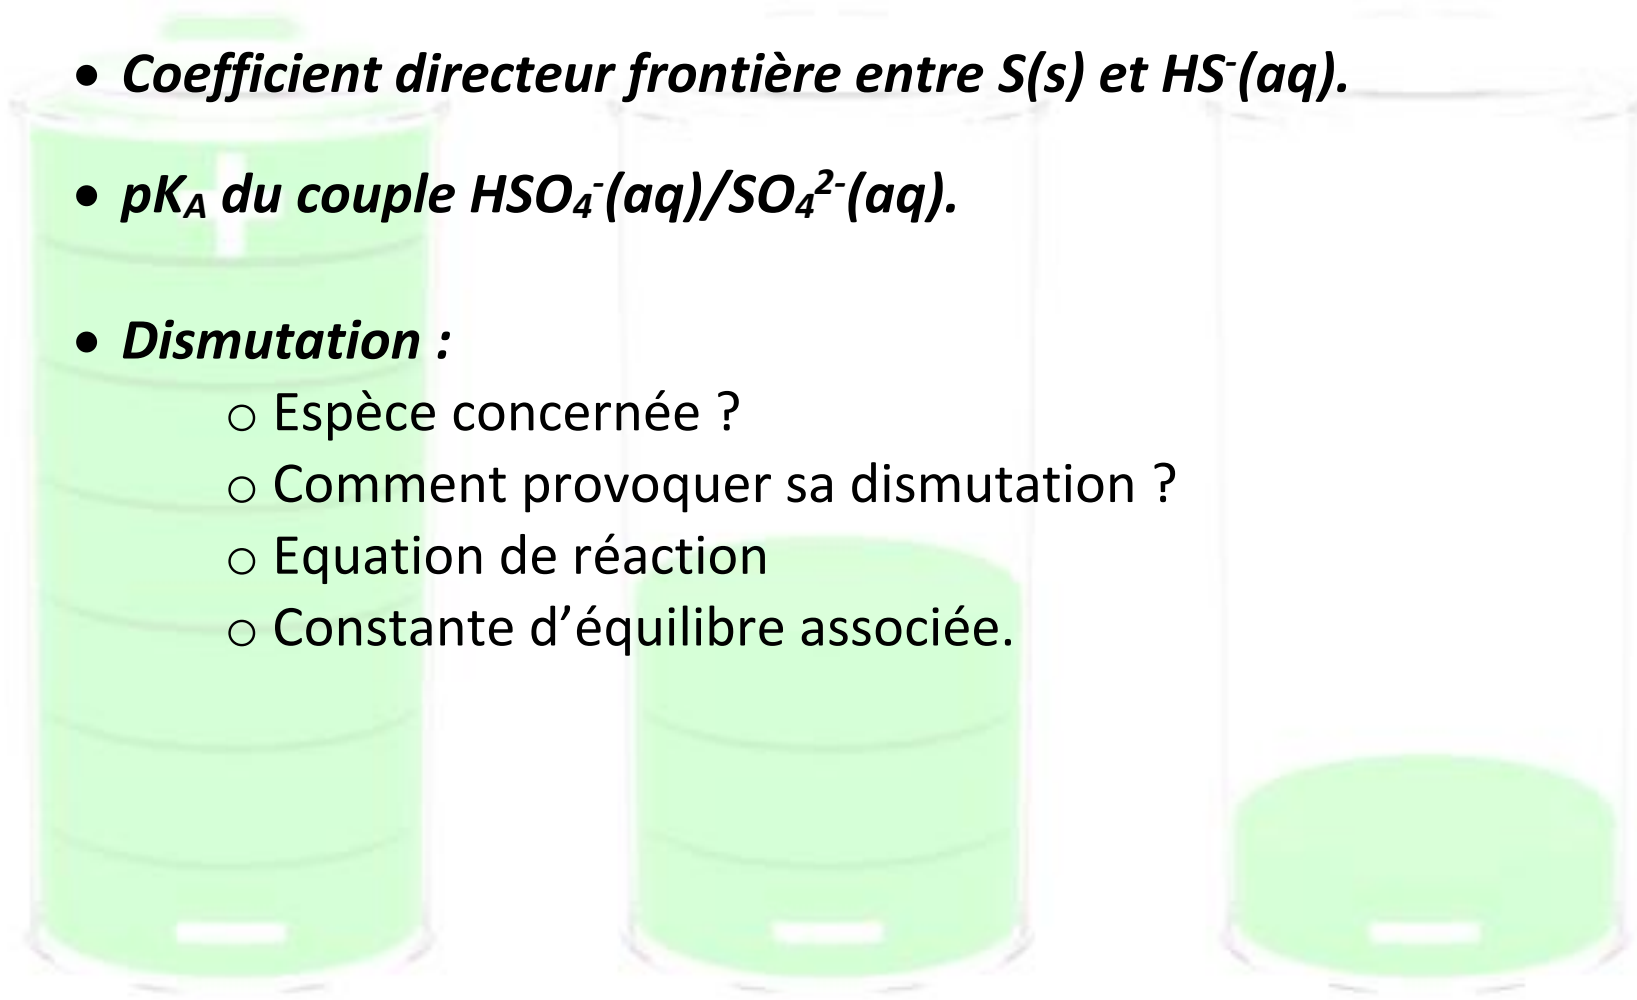 • Coefficient directeur frontière entre S(s) et HS⁻(aq).
• pKₐ du couple HSO₄⁻(aq)/SO₄²⁻(aq).
• Dismutation :
o Espèce concernée ?
o Comment provoquer sa dismutation ?
o Equation de réaction
o Constante d’équilibre associée.